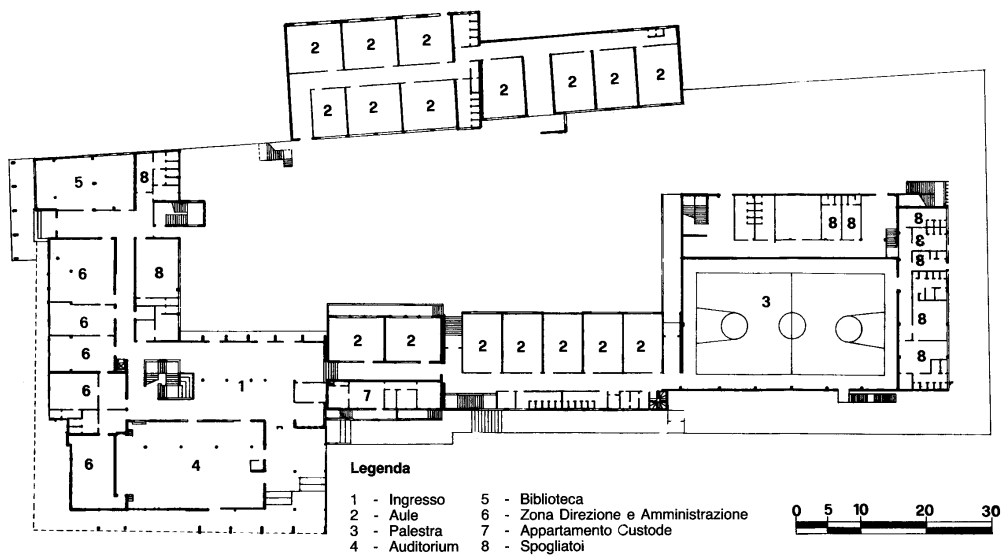 2 2 2
2 2 2 2 2 2 2
5 8
8 8 8
6 8 8
8
3
6 8
2 2 2 2 2 2 2
6 8
6 1 7
6 4
Legenda
1 - Ingresso 5 - Biblioteca
2 - Aule 6 - Zona Direzione e Amministrazione
3 - Palestra 7 - Appartamento Custode
4 - Auditorium 8 - Spogliatoi
0 5 10 20 30